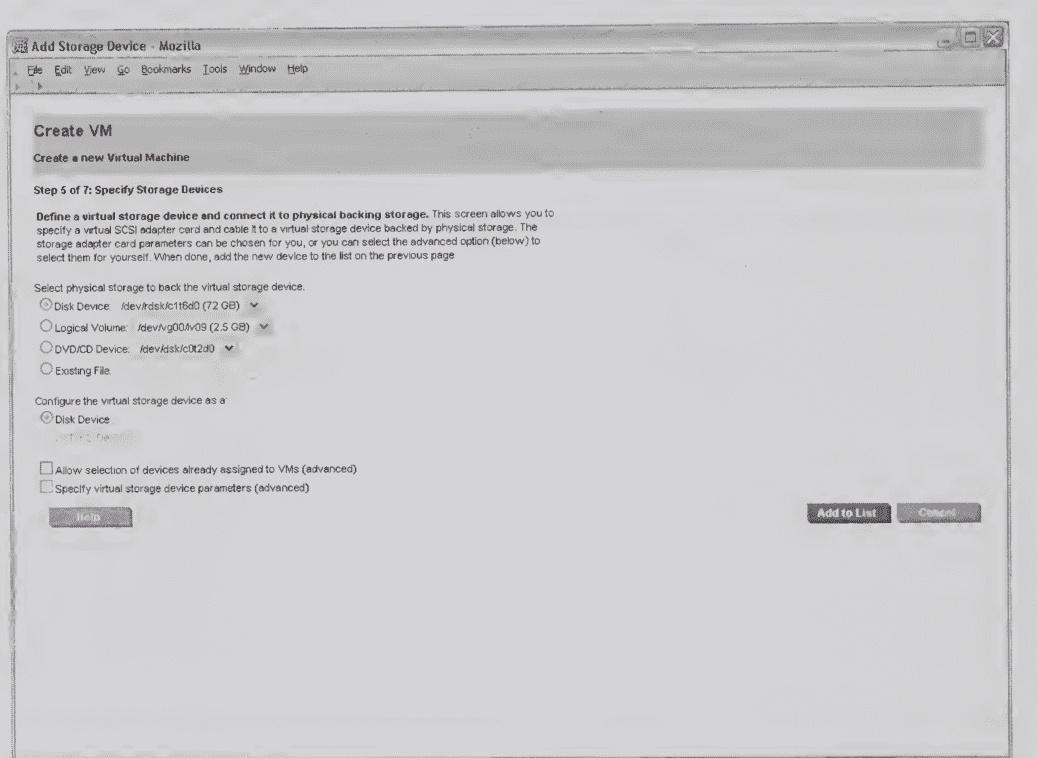 Add Storage Device - Mozilla
File Edit View Go Bookmarks Tools Window Help
Create VM
Create a new Virtual Machine
Step 5 of 7: Specify Storage Devices
Define a virtual storage device and connect it to physical backing storage. This screen allows you to
specify a virtual SCSI adapter card and cable it to a virtual storage device backed by physical storage. The
storage adapter card parameters can be chosen for you, or you can select the advanced option (below) to
select them for yourself. When done, add the new device to the list on the previous page
Select physical storage to back the virtual storage device.
Disk Device: /dev/rdsk/c1t6d0 (72 GB)
Logical Volume: /dev/vg00/lv09 (2.5 GB)
DVD/CD Device: /dev/dsk/c0t2d0
Existing File:
Configure the virtual storage device as a:
Disk Device
Allow selection of devices already assigned to VMs (advanced)
Specify virtual storage device parameters (advanced)
Help Add to List Cancel